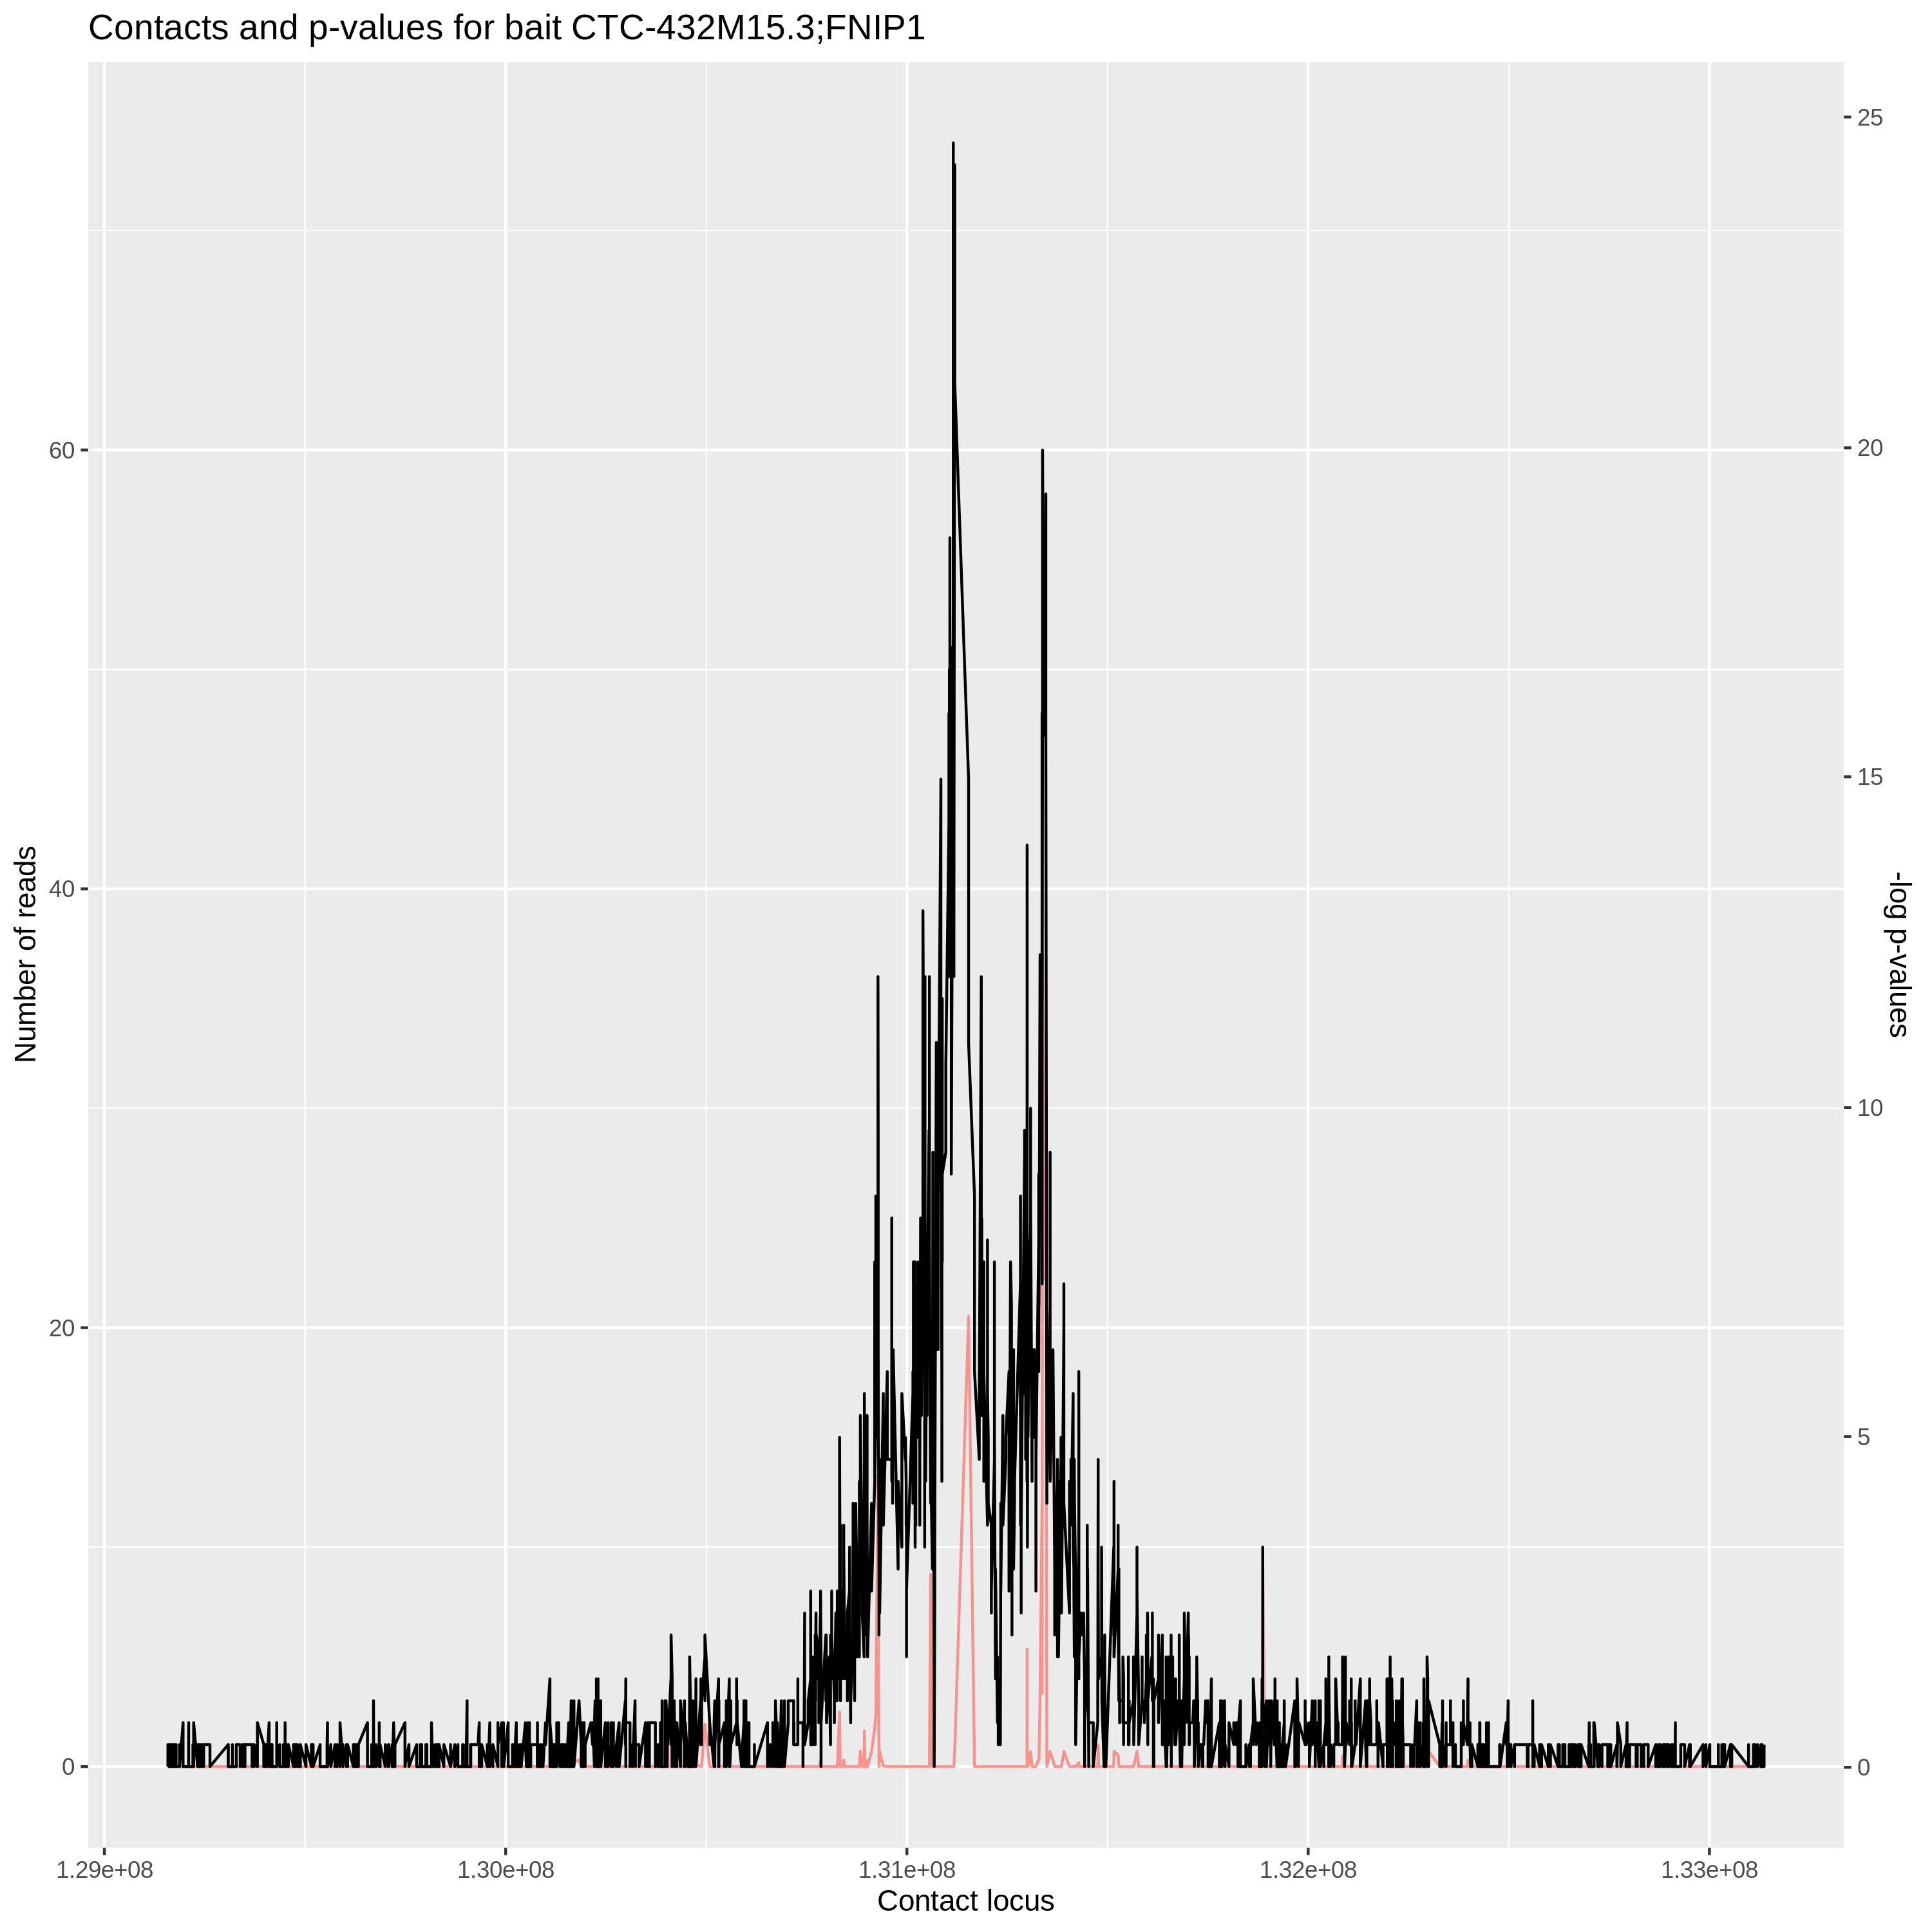 Contacts and p-values for bait CTC-432M15.3;FNIP1
25
60
20
15
Number of reads
40
-log p-values
10
20
5
0
0
1.29e+08
1.30e+08
1.31e+08
1.32e+08
1.33e+08
Contact locus